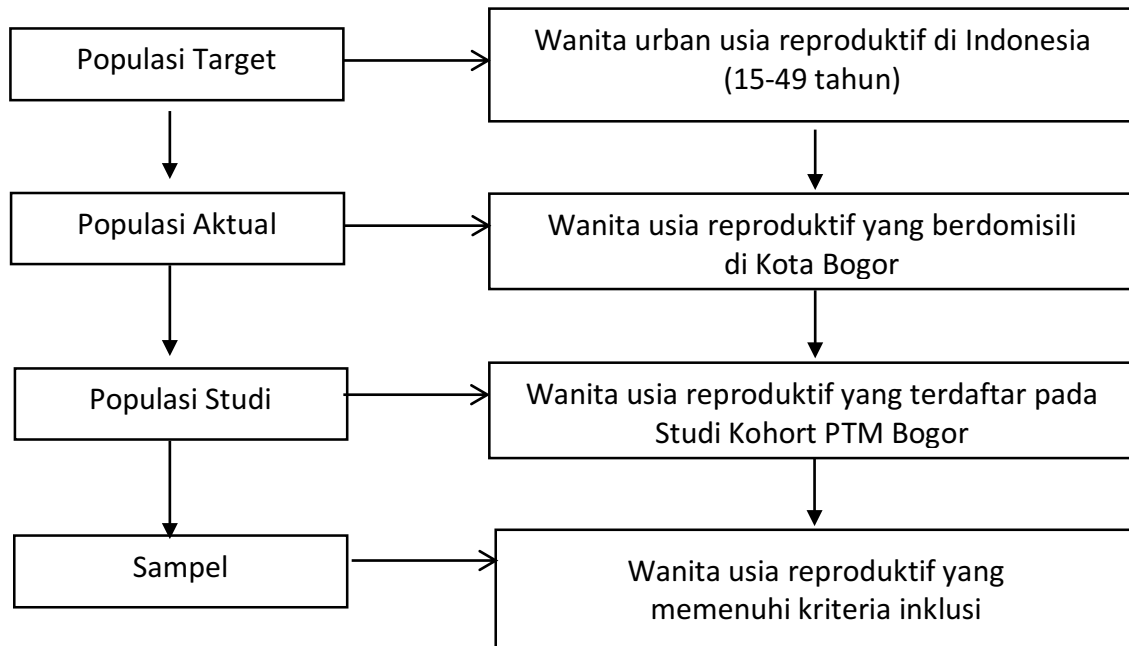 Populasi Target
Wanita urban usia reproduktif di Indonesia
(15-49 tahun)
Populasi Aktual
Wanita usia reproduktif yang berdomisili
di Kota Bogor
Populasi Studi
Wanita usia reproduktif yang terdaftar pada
Studi Kohort PTM Bogor
Sampel
Wanita usia reproduktif yang
memenuhi kriteria inklusi